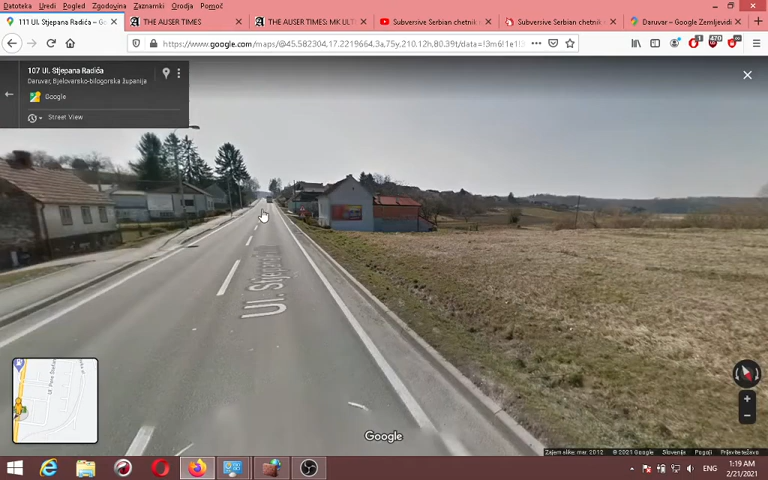 Datoteka Uredi Pogled Zgodovina Zaznamki Orodja Pomoč
111 Ul. Stjepana Radića – G
THE AUSER TIMES
THE AUSER TIMES: MK ULT
Subversive Serbian chetnik
Subversive Serbian chetnik
Daruvar – Google Zemljevidi
https://www.google.com/maps/@45.582304,17.2219664,3a,75y,210.12h,80.39t/data=!3m6!1e1!3
107 Ul. Stjepana Radića
Daruvar, Bjelovarsko-bilogorska županija
Google
Street View
Ul. Stjepana
Google
Zajem slike: mar. 2012 © 2021 Google Slovenija Pogoji Prijavite težavo
ENG
1:19 AM
2/21/2021